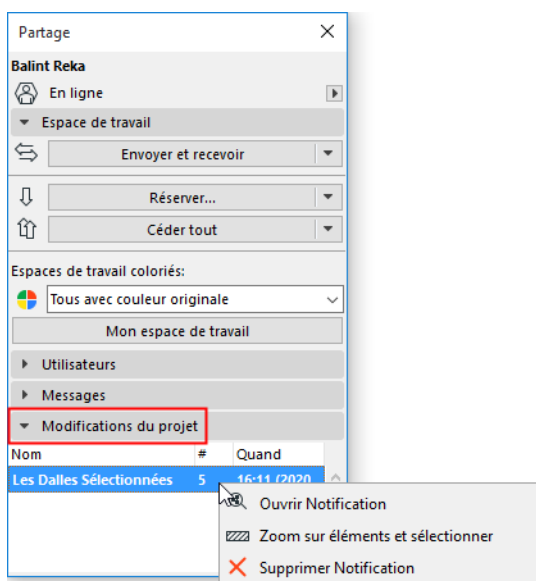 Partage
Balint Reka
En ligne
Espace de travail
Envoyer et recevoir
Réserver...
Céder tout
Espaces de travail coloriés:
Tous avec couleur originale
Mon espace de travail
Utilisateurs
Messages
Modifications du projet
Nom # Quand
Les Dalles Sélectionnées 5 16:11 (2020
Ouvrir Notification
Zoom sur éléments et sélectionner
Supprimer Notification